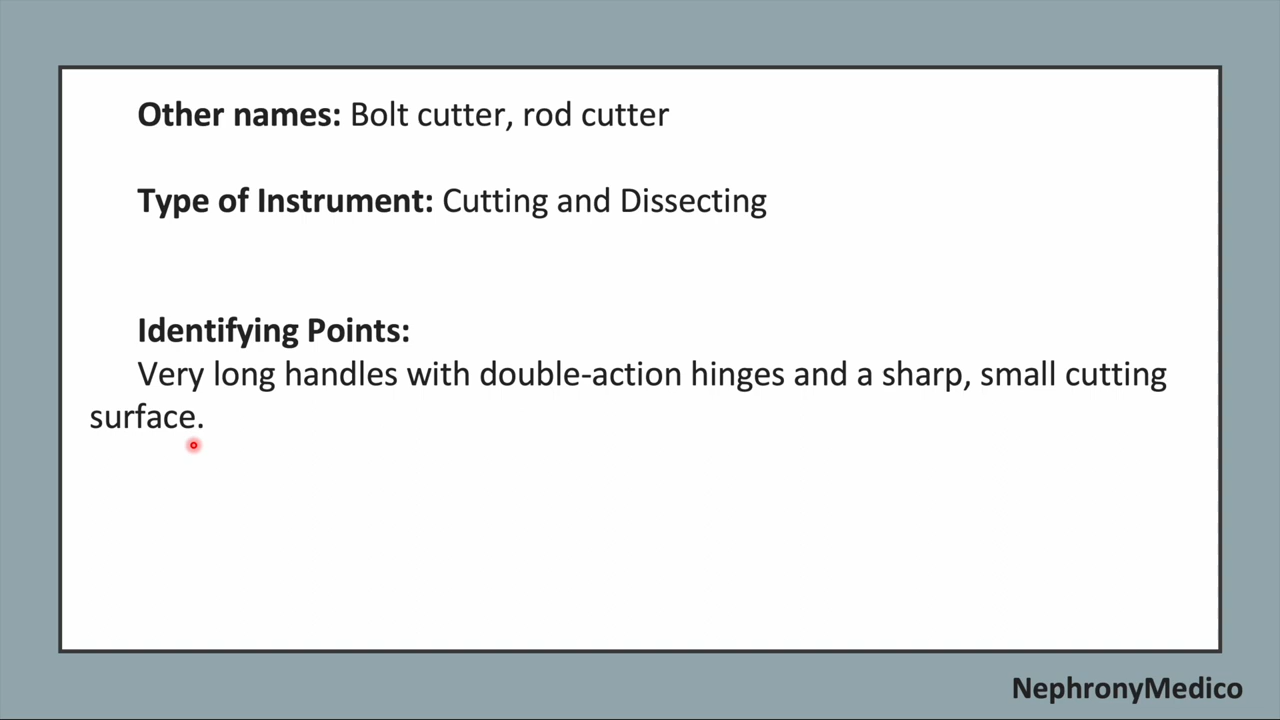 Other names: Bolt cutter, rod cutter
Type of Instrument: Cutting and Dissecting
Identifying Points:
Very long handles with double-action hinges and a sharp, small cutting
surface.
NephronyMedico